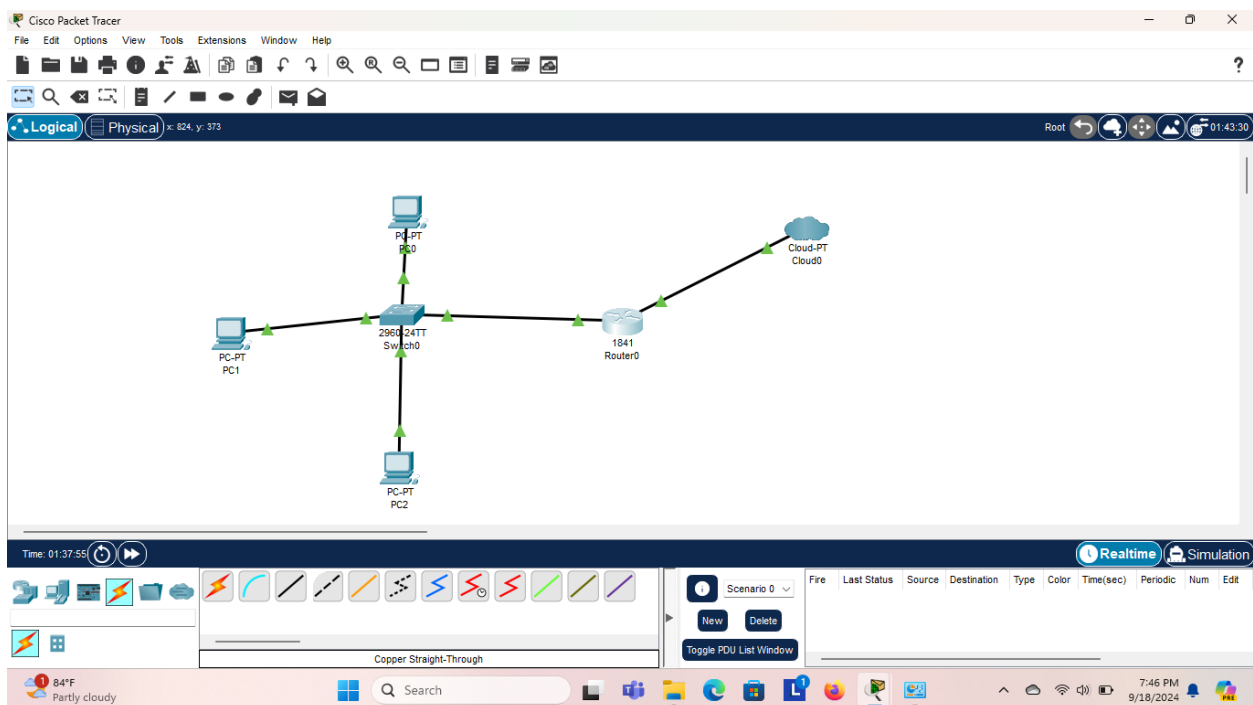 Cisco Packet Tracer
File Edit Options View Tools Extensions Window Help
?
Logical Physical x: 824, y: 373 Root 01:43:30
PC-PT
PC0
Cloud-PT
Cloud0
2960-24TT
Switch0
1841
Router0
PC-PT
PC1
PC-PT
PC2
Time: 01:37:55 Realtime Simulation
Scenario 0
New Delete
Toggle PDU List Window
Fire Last Status Source Destination Type Color Time(sec) Periodic Num Edit
Copper Straight-Through
1
84°F
Partly cloudy
Search
L 1
PRE
7:46 PM
9/18/2024